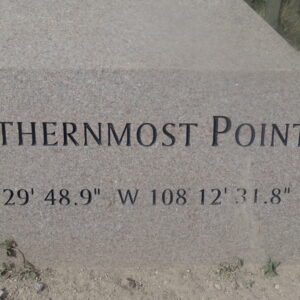 THERNMOST POINT
29' 48.9" W 108 12' 31.8"